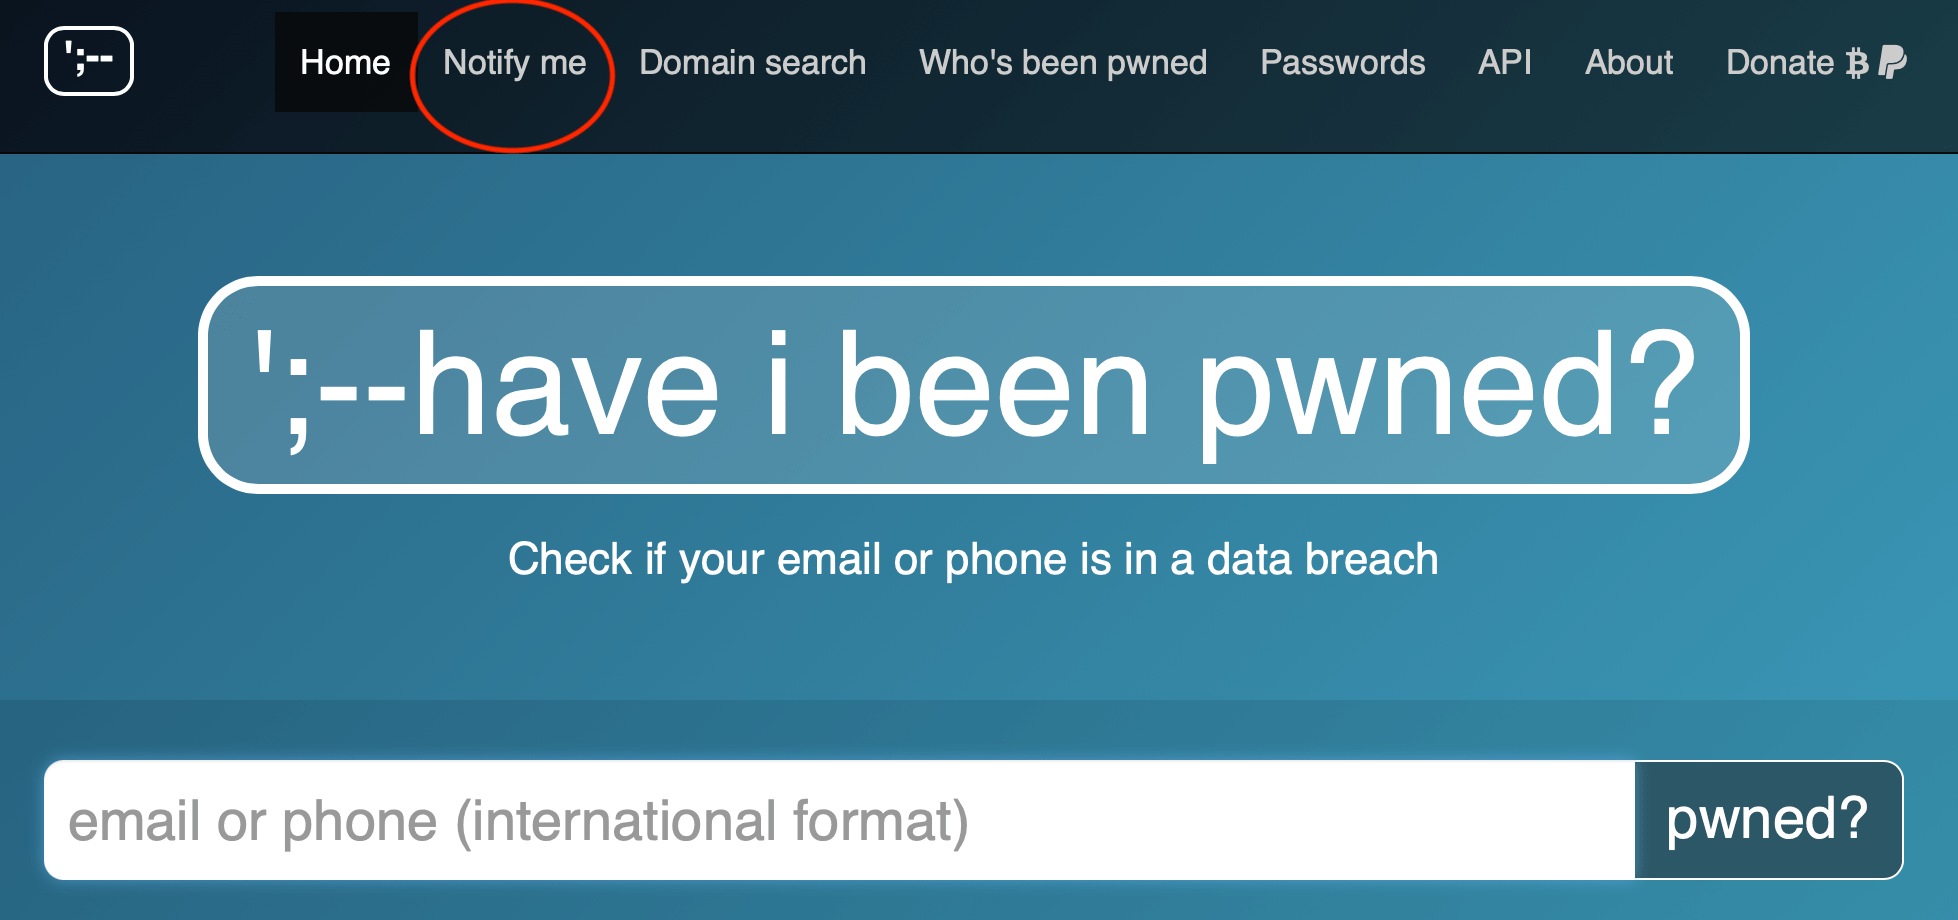 ';--
Home Notify me Domain search Who's been pwned Passwords API About Donate
';--have i been pwned?
Check if your email or phone is in a data breach
email or phone (international format)
pwned?